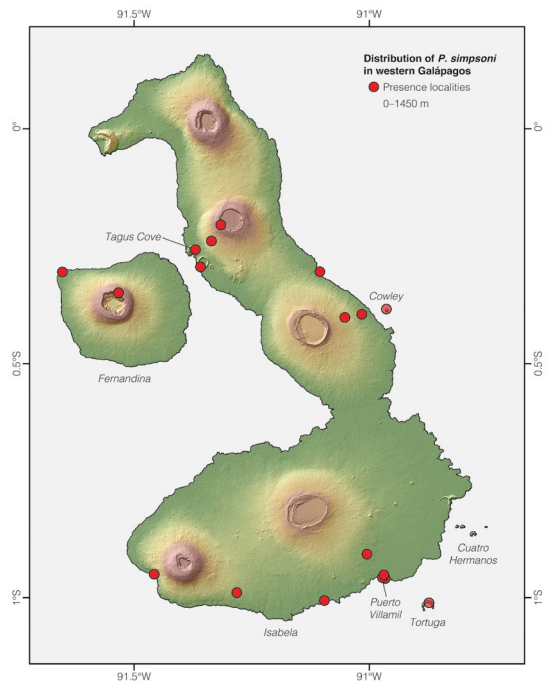 91.5°W
91°W
Distribution of P. simpsoni
in western Galápagos
Presence localities
0–1450 m
0°
0°
Tagus Cove
Cowley
0.5°S
0.5°S
Fernandina
Cuatro
Hermanos
1°S
1°S
Puerto
Villamil
Tortuga
Isabela
91.5°W
91°W